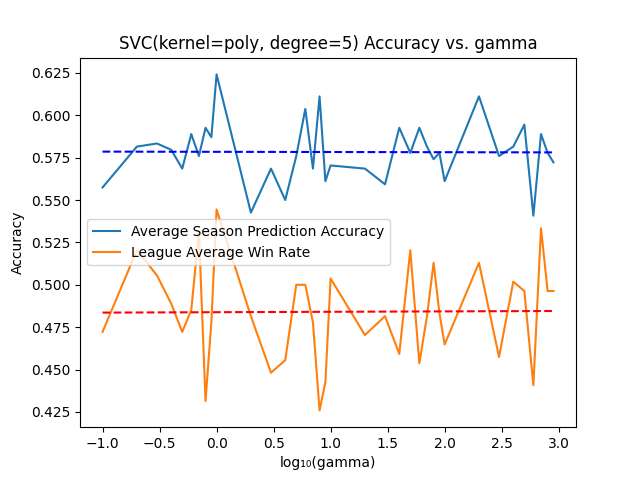 SVC(kernel=poly, degree=5) Accuracy vs. gamma
0.625
0.600
0.575
0.550
0.525
0.500
0.475
0.450
0.425
Accuracy
Average Season Prediction Accuracy
League Average Win Rate
−1.0 −0.5 0.0 0.5 1.0 1.5 2.0 2.5 3.0
log₁₀(gamma)